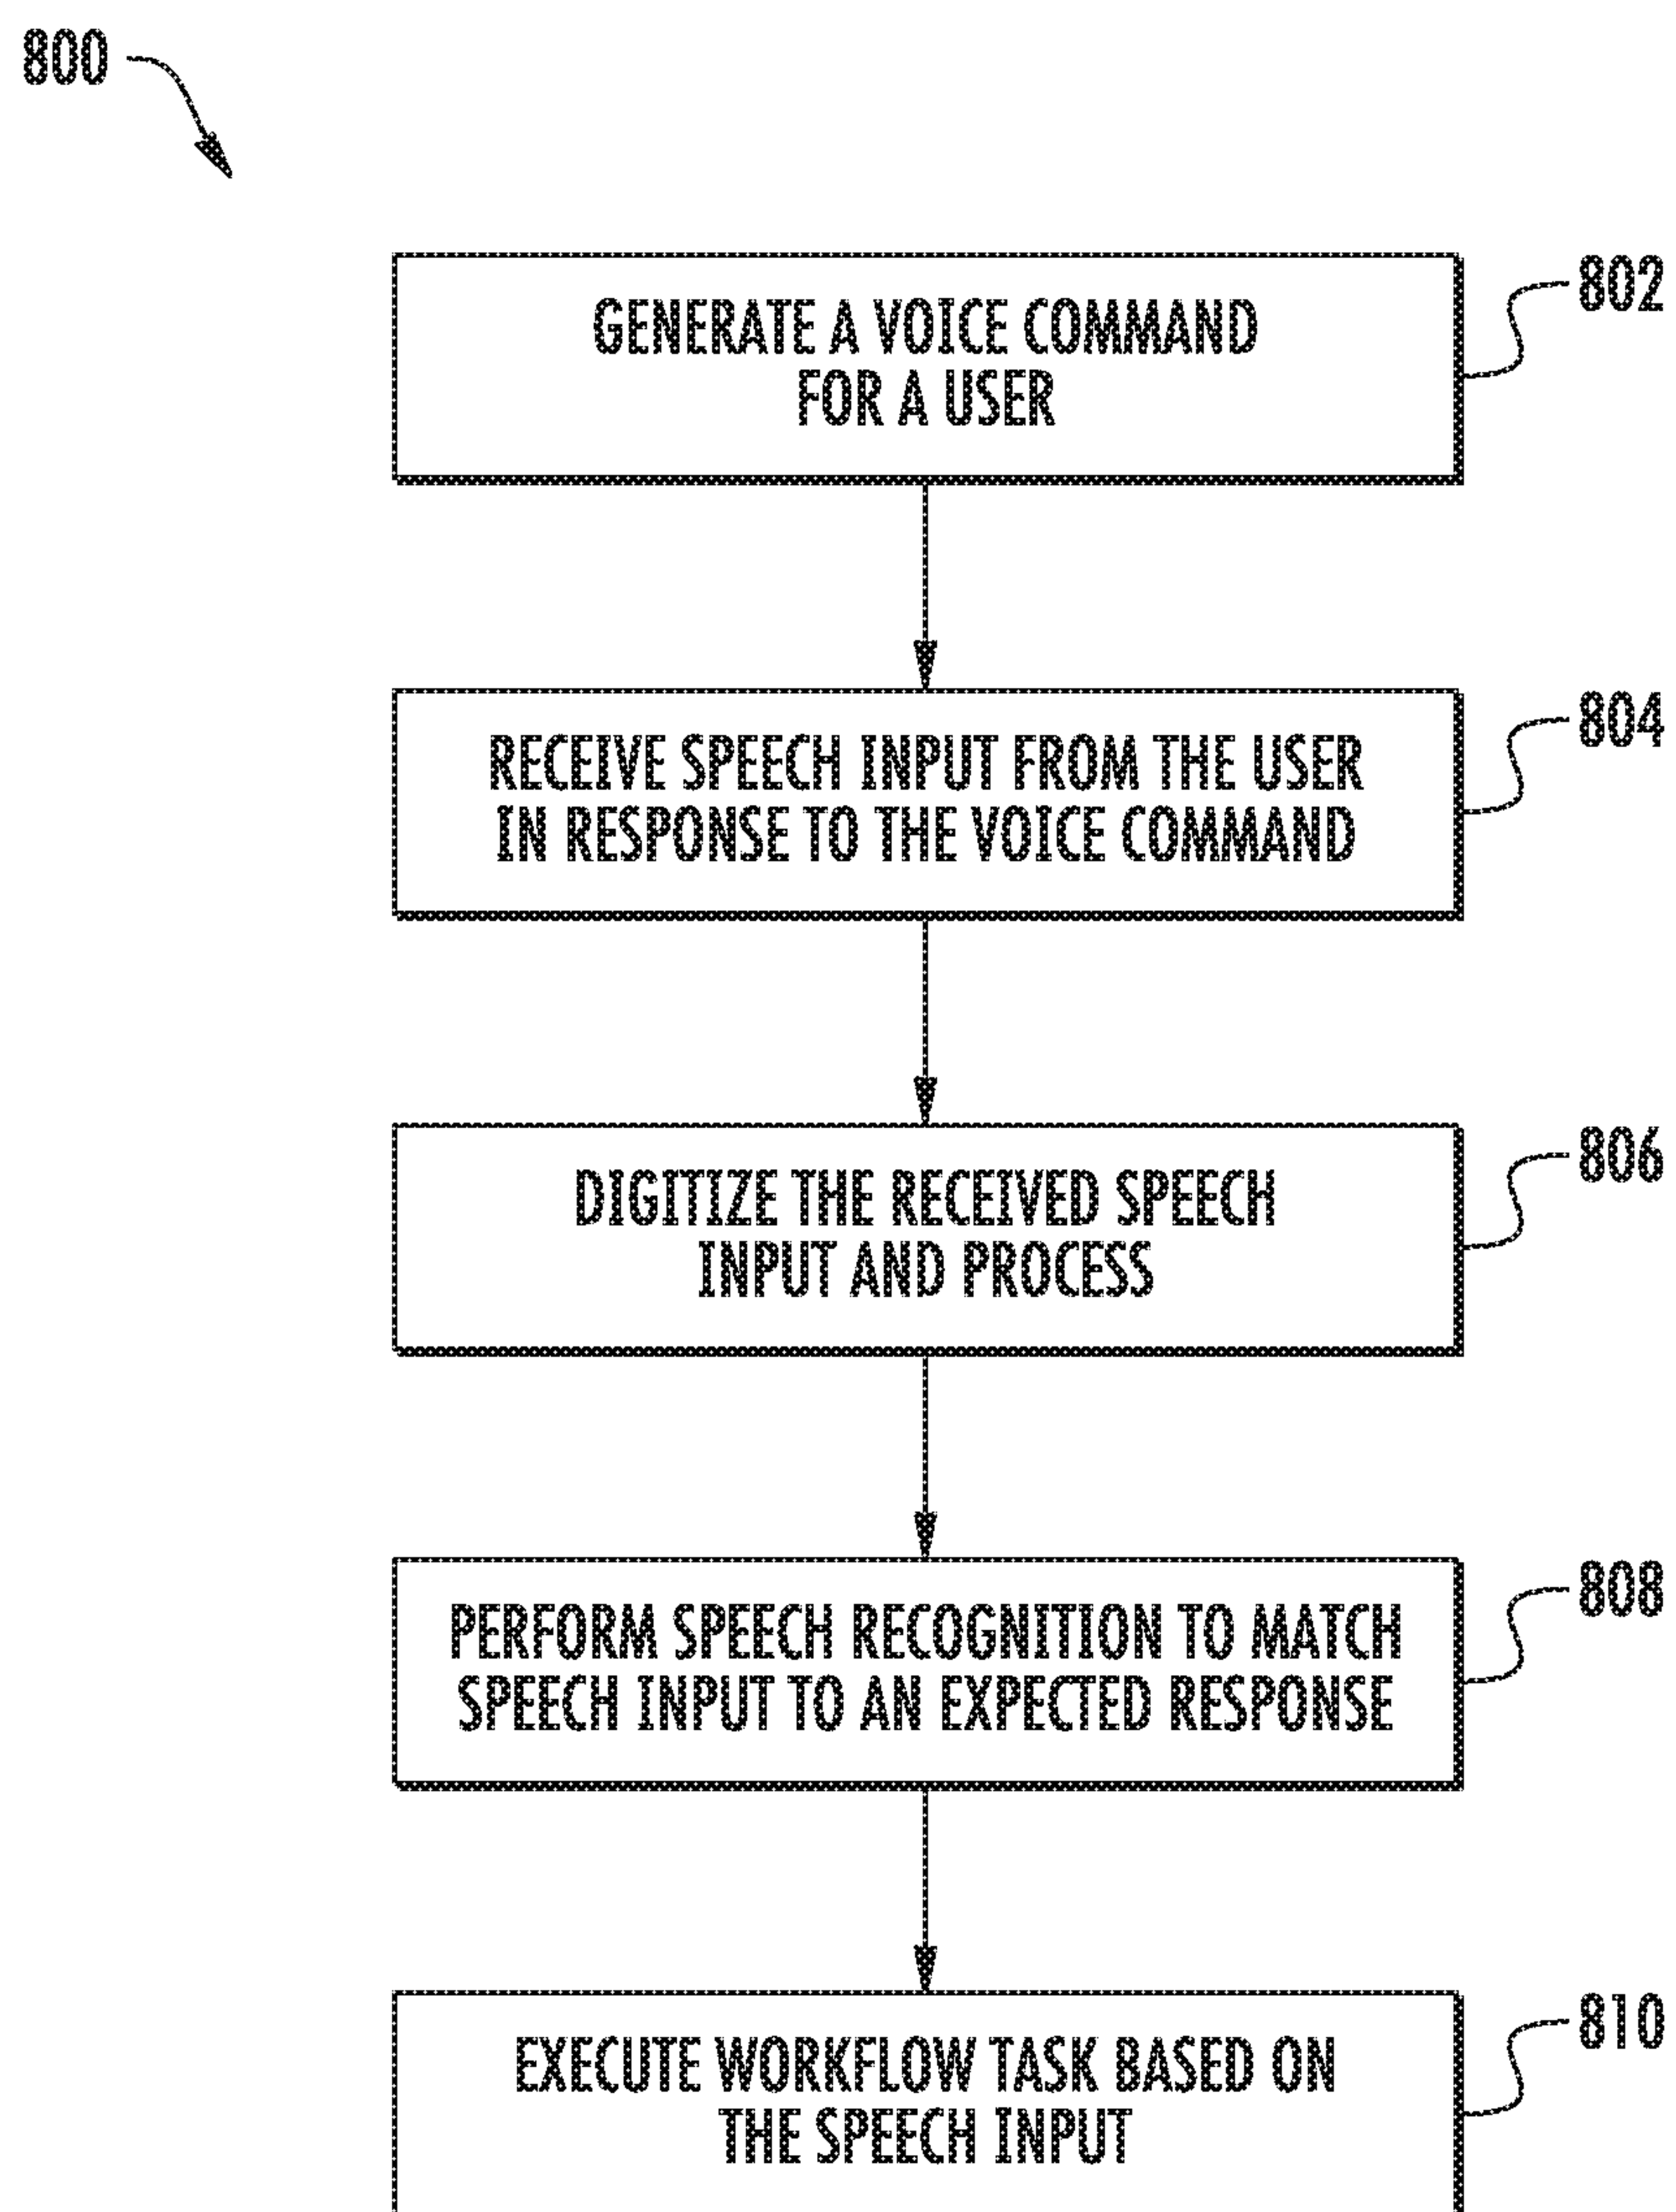 800
GENERATE A VOICE COMMAND
FOR A USER
802
RECEIVE SPEECH INPUT FROM THE USER
IN RESPONSE TO THE VOICE COMMAND
804
DIGITIZE THE RECEIVED SPEECH
INPUT AND PROCESS
806
PERFORM SPEECH RECOGNITION TO MATCH
SPEECH INPUT TO AN EXPECTED RESPONSE
808
EXECUTE WORKFLOW TASK BASED ON
THE SPEECH INPUT
810